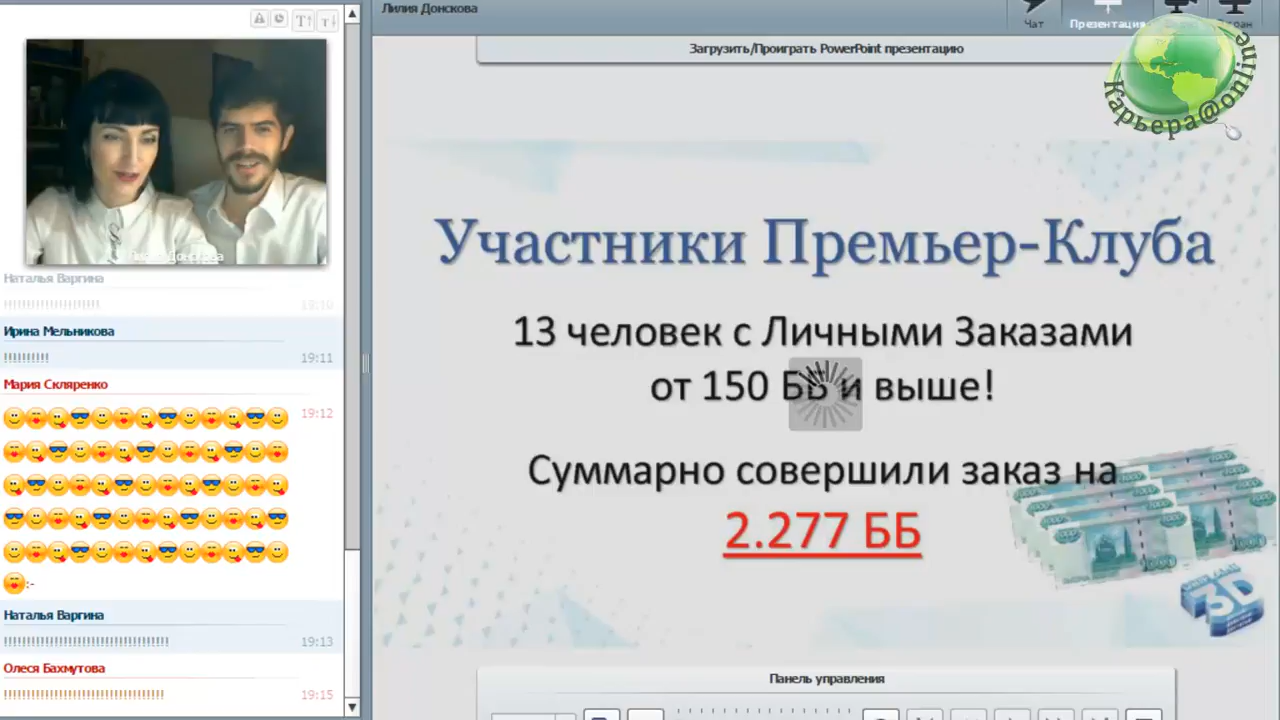 Лилия Донскова
Чат
Презентация
Загрузить/Проиграть PowerPoint презентацию
Карьера@online
Наталья Варгина
!!!!!!!!!!!!!!!!!!!!! 19:10
Ирина Мельникова
!!!!!!!!!! 19:11
Мария Скляренко
19:12
:-
Наталья Варгина
!!!!!!!!!!!!!!!!!!!!!!!!!!!!!!!!!!!! 19:13
Олеся Бахмутова
!!!!!!!!!!!!!!!!!!!!!!!!!!!!!!!!!!! 19:15
Участники Премьер-Клуба
13 человек с Личными Заказами
от 150 ББ и выше!
Суммарно совершили заказ на
2.277 ББ
3D
Панель управления